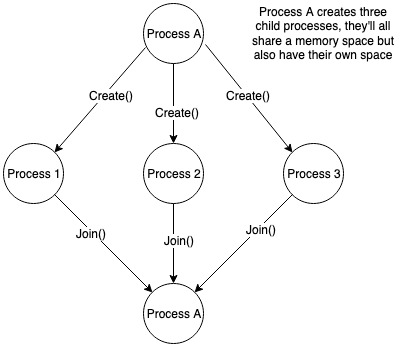 Process A
Process A creates three
child processes, they'll all
share a memory space but
also have their own space
Create()
Create()
Create()
Process 1
Process 2
Process 3
Join()
Join()
Join()
Process A